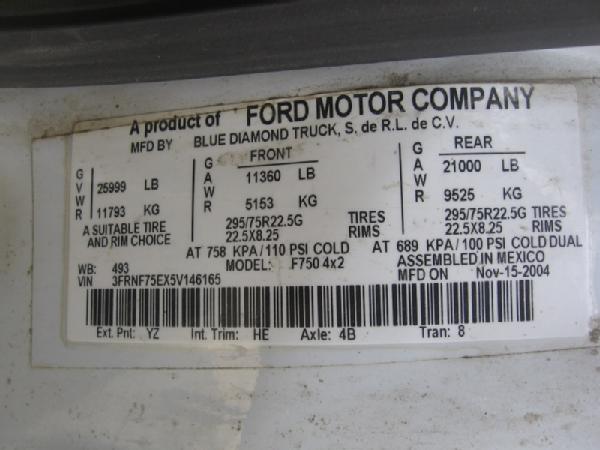 A product of FORD MOTOR COMPANY
MFD BY BLUE DIAMOND TRUCK, S. de R.L. de C.V.
GVWR 25999 LB
11793 KG
FRONT
GAWR 11360 LB
5153 KG
REAR
GAWR 21000 LB
9525 KG
A SUITABLE TIRE AND RIM CHOICE
295/75R22.5G TIRES
22.5X8.25 RIMS
295/75R22.5G TIRES
22.5X8.25 RIMS
AT 758 KPA/110 PSI COLD
AT 689 KPA/100 PSI COLD DUAL
WB: 493
MODEL: F750 4x2
ASSEMBLED IN MEXICO
VIN 3FRNF75EX5V146165
MFD ON Nov-15-2004
Ext. Pnt: YZ Int. Trim: HE Axle: 4B Tran: 8